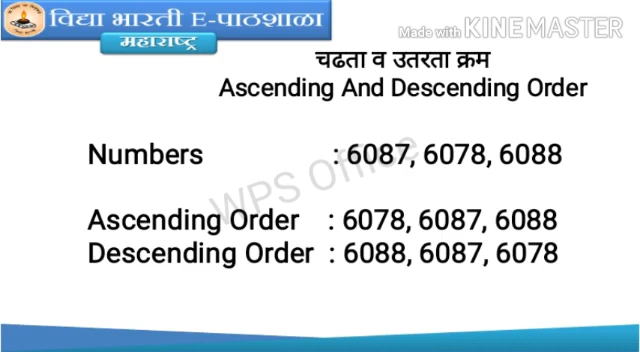 विद्या भारती E-पाठशाळा
महाराष्ट्र
Made with KINEMASTER
चढता व उतरता क्रम
Ascending And Descending Order
Numbers : 6087, 6078, 6088
WPS Office
Ascending Order : 6078, 6087, 6088
Descending Order : 6088, 6087, 6078